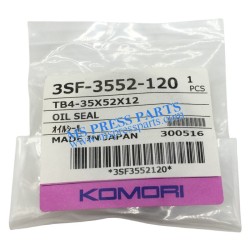 3SF-3552-120 1
PCS
TB4-35X52X12
OIL SEAL
MADE IN JAPAN 300516
*3SF3552120*
KOMORI